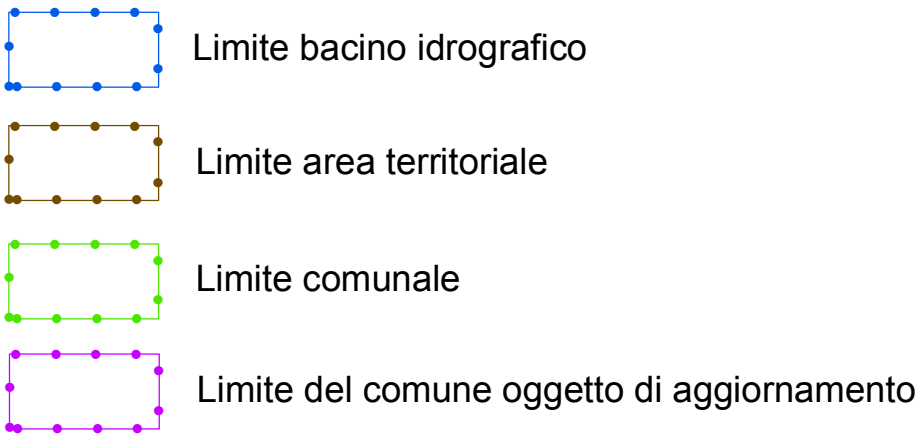 Limite bacino idrografico
Limite area territoriale
Limite comunale
Limite del comune oggetto di aggiornamento